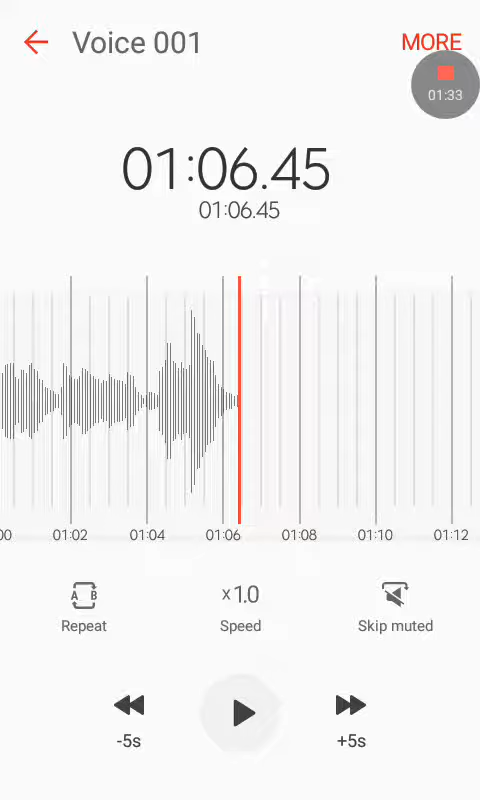 Voice 001
MORE
01:33
01:06.45
01:06.45
00 01:02 01:04 01:06 01:08 01:10 01:12
A B x1.0
Repeat Speed Skip muted
-5s +5s